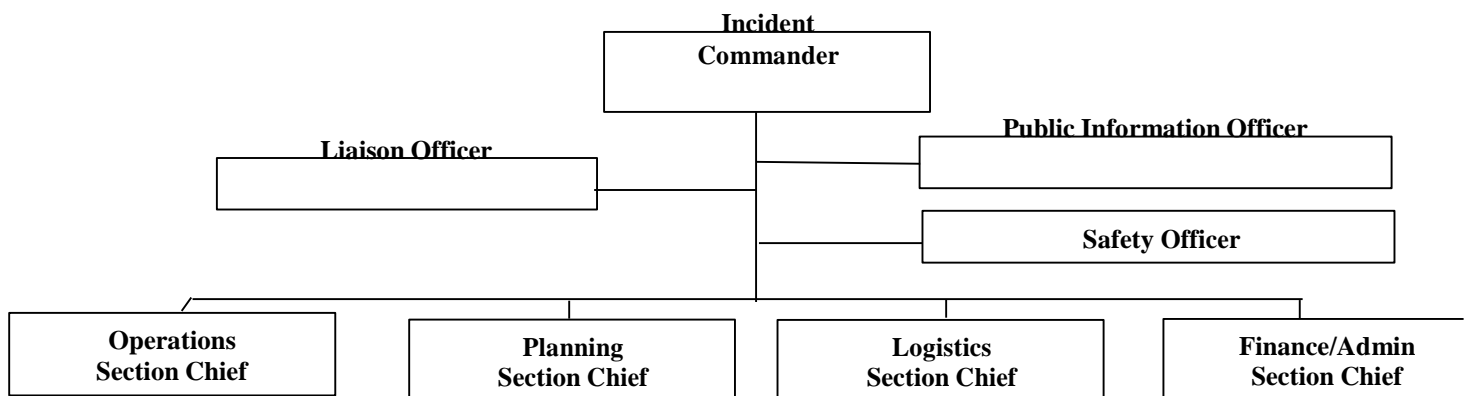 Incident
Commander
Public Information Officer
Liaison Officer
Safety Officer
Operations
Section Chief
Planning
Section Chief
Logistics
Section Chief
Finance/Admin
Section Chief